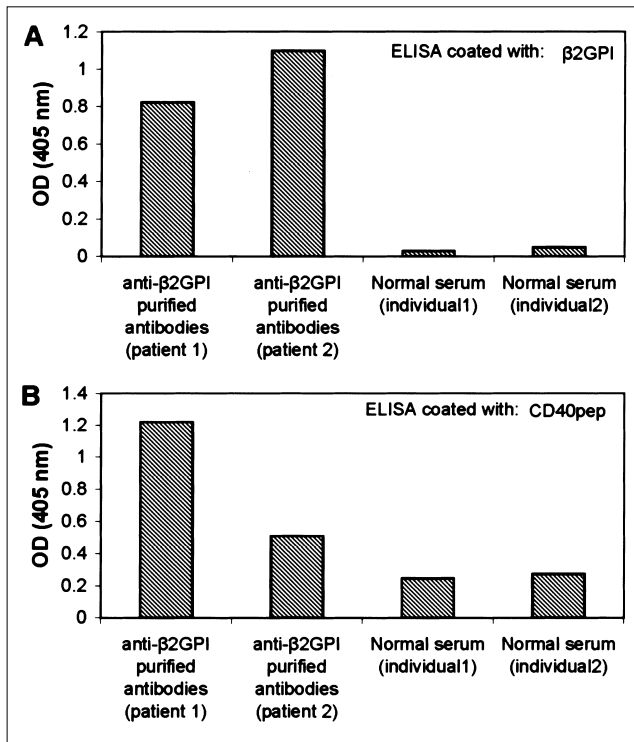 A
ELISA coated with: β2GPI
OD (405 nm)
1.2
1
0.8
0.6
0.4
0.2
0
anti-β2GPI
purified
antibodies
(patient 1)
anti-β2GPI
purified
antibodies
(patient 2)
Normal serum
(individual1)
Normal serum
(individual2)
B
ELISA coated with: CD40pep
OD (405 nm)
1.4
1.2
1
0.8
0.6
0.4
0.2
0
anti-β2GPI
purified
antibodies
(patient 1)
anti-β2GPI
purified
antibodies
(patient 2)
Normal serum
(individual1)
Normal serum
(individual2)